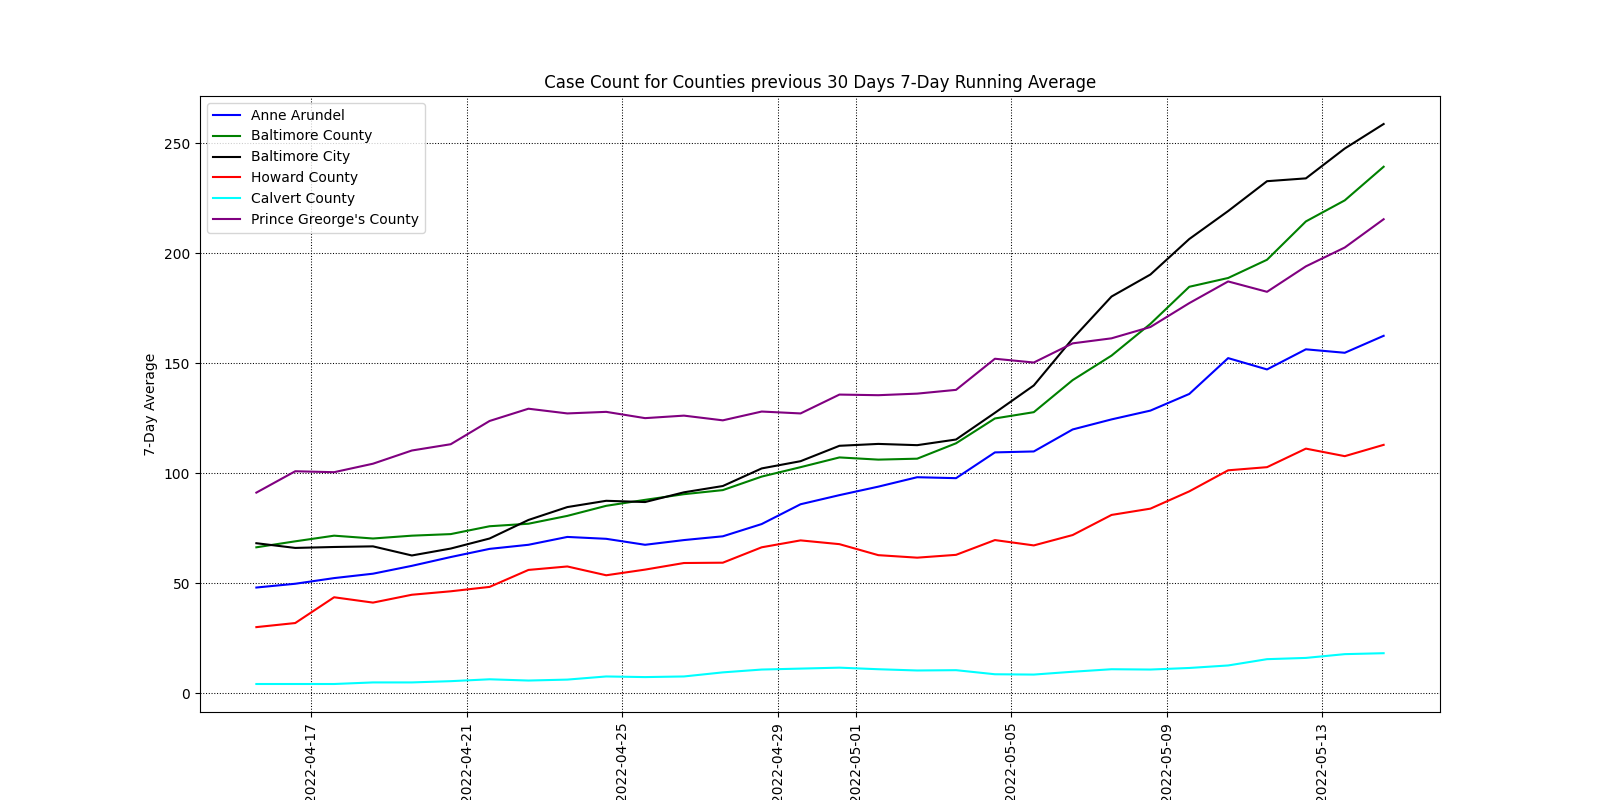 Case Count for Counties previous 30 Days 7-Day Running Average
Anne Arundel
Baltimore County
Baltimore City
Howard County
Calvert County
Prince Greorge's County
7-Day Average
250
200
150
100
50
0
2022-04-17
2022-04-21
2022-04-25
2022-04-29
2022-05-01
2022-05-05
2022-05-09
2022-05-13